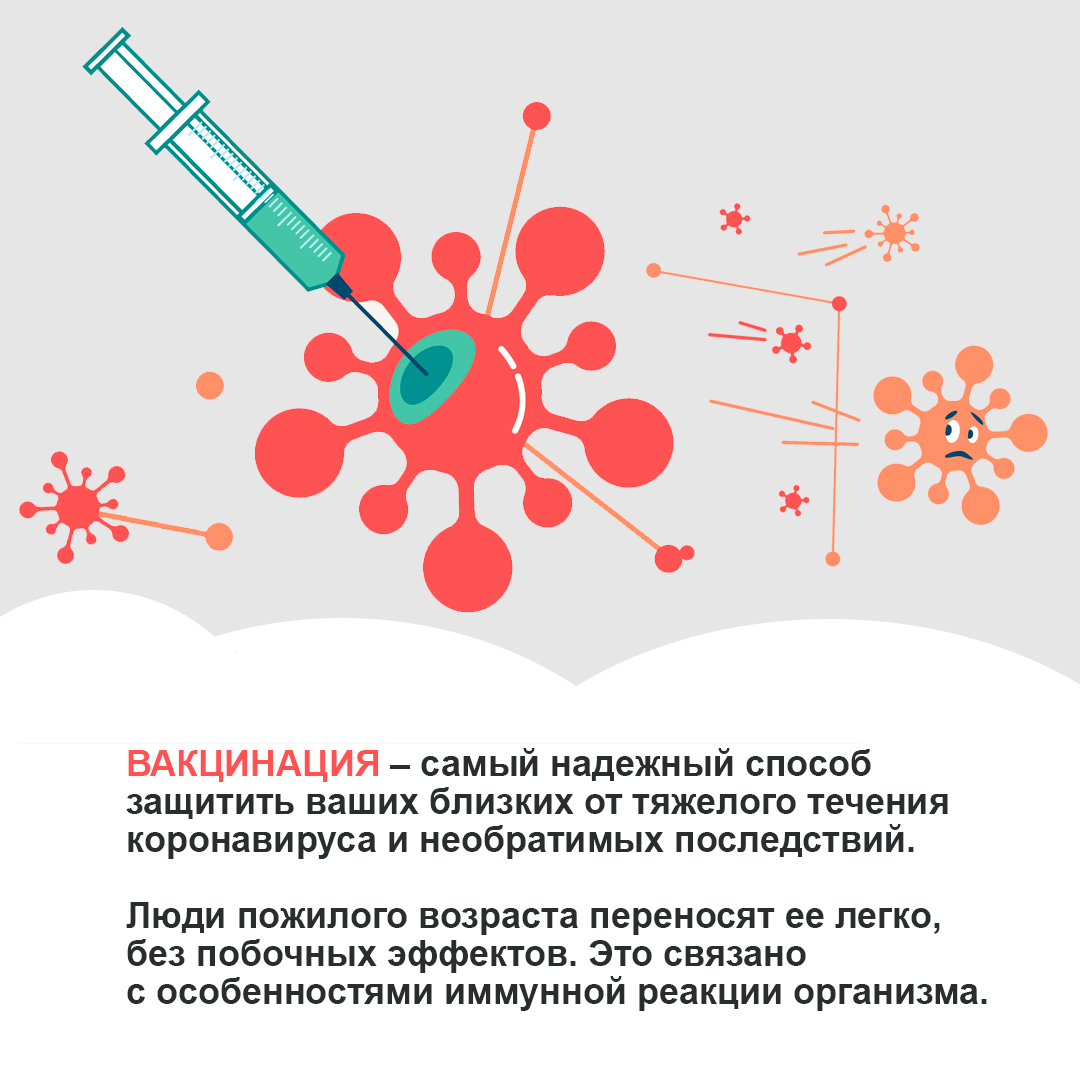 ВАКЦИНАЦИЯ – самый надежный способ
защитить ваших близких от тяжелого течения
коронавируса и необратимых последствий.
Люди пожилого возраста переносят ее легко,
без побочных эффектов. Это связано
с особенностями иммунной реакции организма.